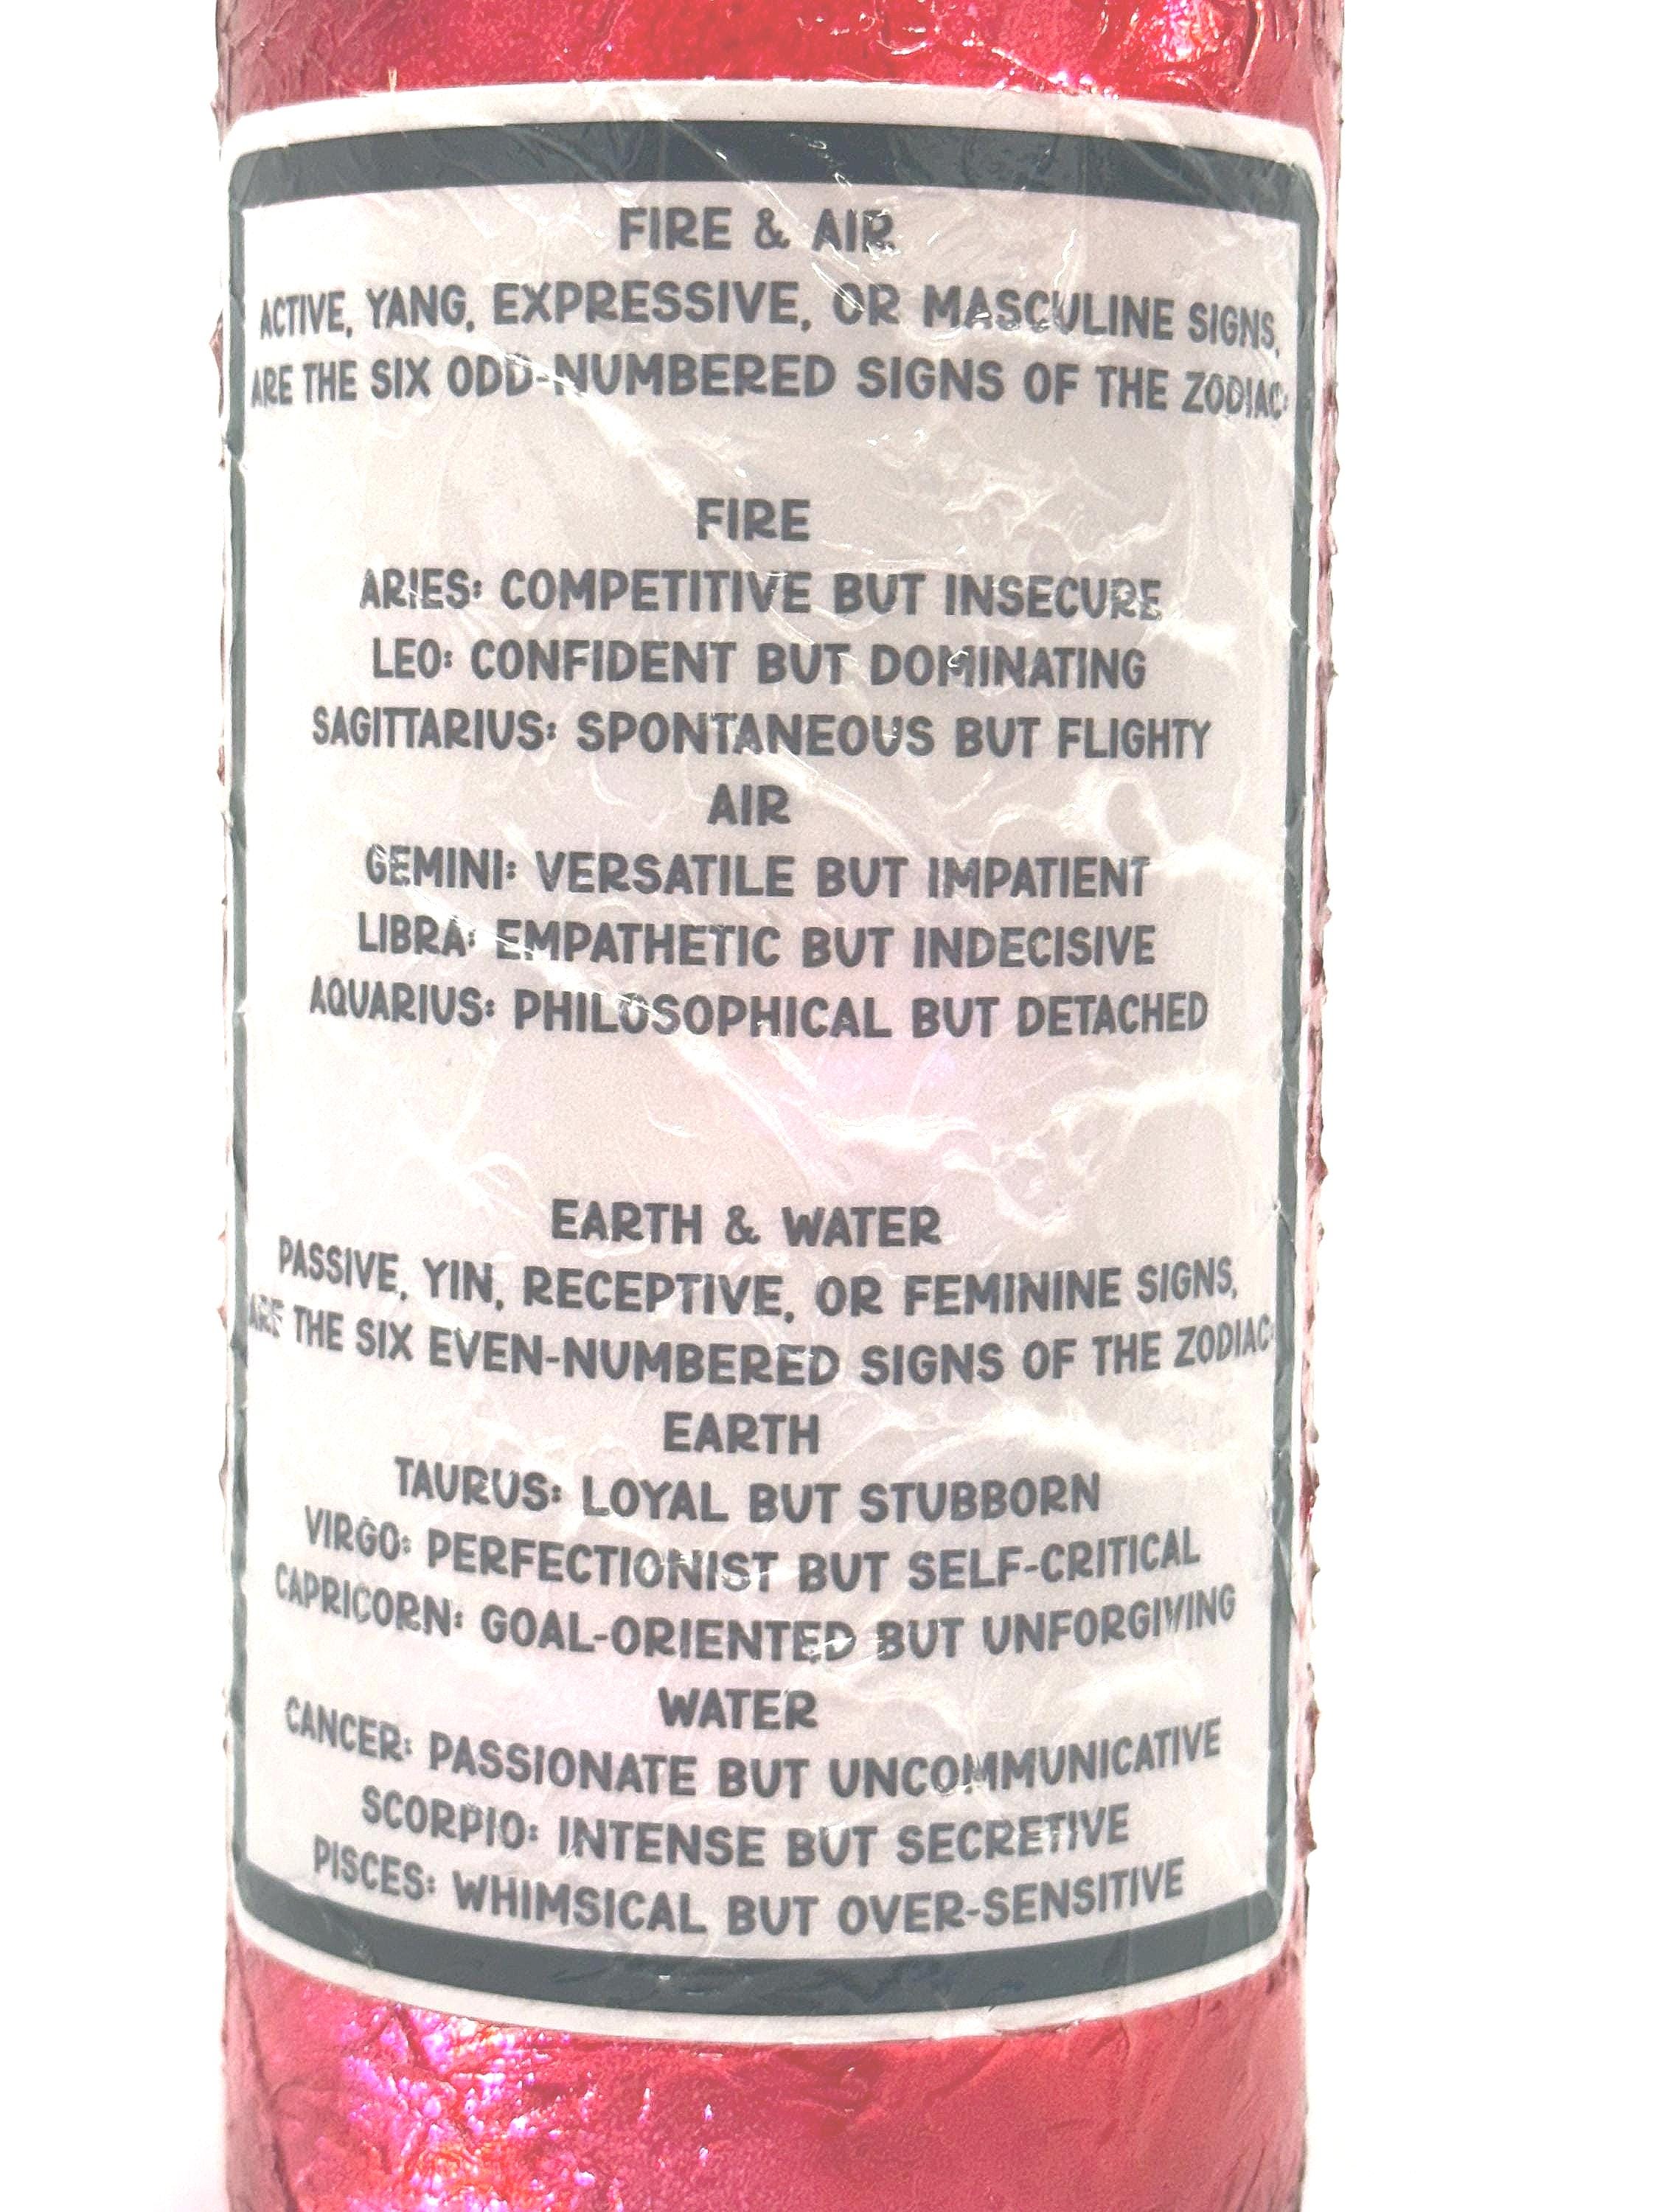 FIRE & AIR
ACTIVE, YANG, EXPRESSIVE, OR MASCULINE SIGNS,
ARE THE SIX ODD-NUMBERED SIGNS OF THE ZODIAC:
FIRE
ARIES: COMPETITIVE BUT INSECURE
LEO: CONFIDENT BUT DOMINATING
SAGITTARIUS: SPONTANEOUS BUT FLIGHTY
AIR
GEMINI: VERSATILE BUT IMPATIENT
LIBRA: EMPATHETIC BUT INDECISIVE
AQUARIUS: PHILOSOPHICAL BUT DETACHED
EARTH & WATER
PASSIVE, YIN, RECEPTIVE, OR FEMININE SIGNS,
ARE THE SIX EVEN-NUMBERED SIGNS OF THE ZODIAC:
EARTH
TAURUS: LOYAL BUT STUBBORN
VIRGO: PERFECTIONIST BUT SELF-CRITICAL
CAPRICORN: GOAL-ORIENTED BUT UNFORGIVING
WATER
CANCER: PASSIONATE BUT UNCOMMUNICATIVE
SCORPIO: INTENSE BUT SECRETIVE
PISCES: WHIMSICAL BUT OVER-SENSITIVE